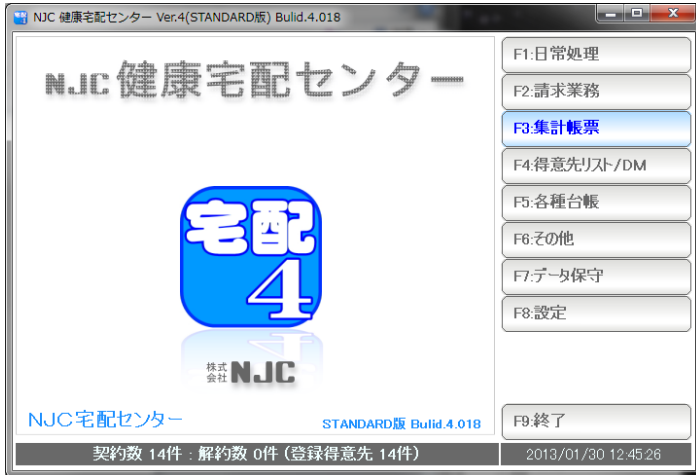 NJC 健康宅配センター Ver.4(STANDARD版) Bulid.4.018
NJC健康宅配センター
宅配
4
株式
会社 NJC
NJC宅配センター
STANDARD版 Bulid.4.018
契約数 14件 : 解約数 0件 (登録得意先 14件)
F1:日常処理
F2:請求業務
F3:集計帳票
F4:得意先リスト/DM
F5:各種台帳
F6:その他
F7:データ保守
F8:設定
F9:終了
2013/01/30 12:45:26